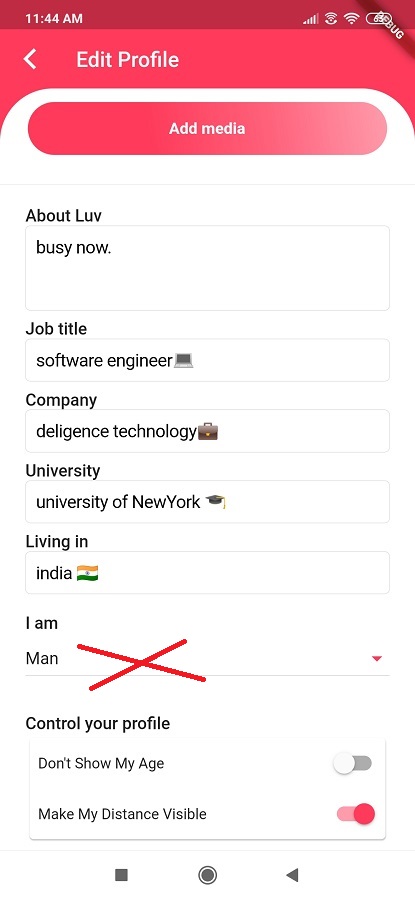 11:44 AM
Edit Profile
DEBUG
Add media
About Luv
busy now.
Job title
software engineer💻
Company
deligence technology💼
University
university of NewYork 🎓
Living in
india 🇮🇳
I am
Man
Control your profile
Don't Show My Age
Make My Distance Visible